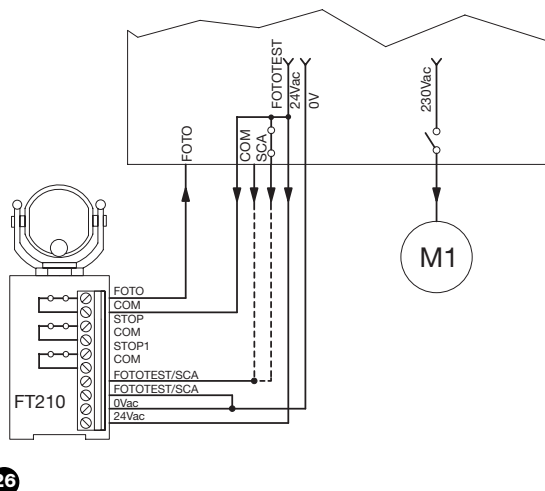 FOTOTEST
24Vac
0V
230Vac
FOTO
COM
SCA
M1
FOTO
COM
STOP
COM
STOP1
COM
FOTOTEST/SCA
FOTOTEST/SCA
0Vac
24Vac
FT210
26